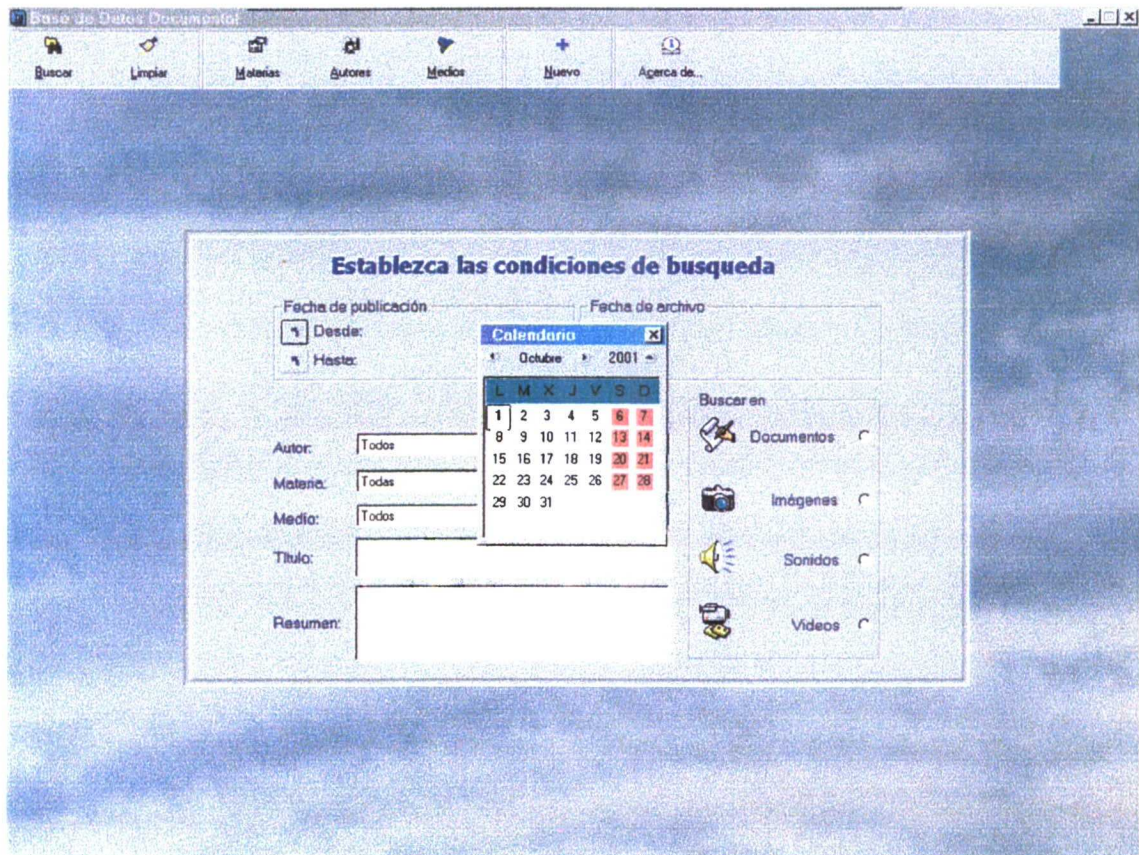 Base de Datos Documental
Buscar Limpiar Materias Autores Medios Nuevo Acerca de...
Establezca las condiciones de busqueda
Fecha de publicación Fecha de archivo
Desde:
Hasta:
Calendario
Octubre 2001
L M X J V S D
1 2 3 4 5 6 7
8 9 10 11 12 13 14
15 16 17 18 19 20 21
22 23 24 25 26 27 28
29 30 31
Autor: Todos
Materia: Todas
Medio: Todos
Título:
Resumen:
Buscar en
Documentos
Imágenes
Sonidos
Videos